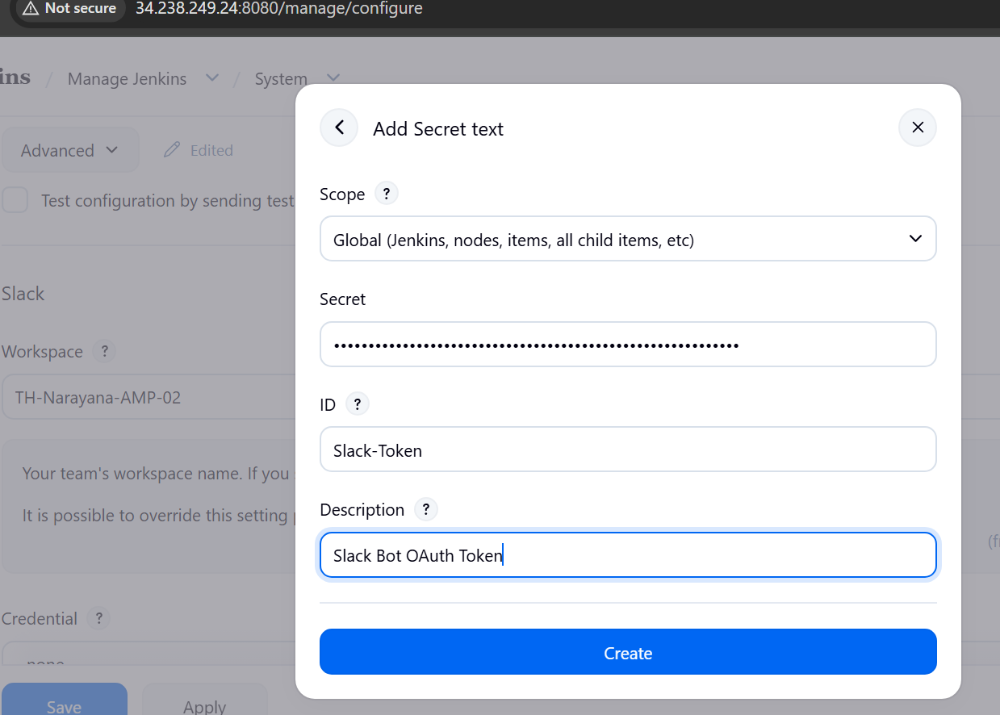 Not secure 34.238.249.24:8080/manage/configure
ins / Manage Jenkins / System
Advanced Edited
Test configuration by sending test
Slack
Workspace ?
TH-Narayana-AMP-02
Your team's workspace name. If you
It is possible to override this setting
Credential ?
none
Save Apply
Add Secret text
Scope ?
Global (Jenkins, nodes, items, all child items, etc)
Secret
••••••••••••••••••••••••••••••••••••••••••••••••••••••••••
ID ?
Slack-Token
Description ?
Slack Bot OAuth Token
Create